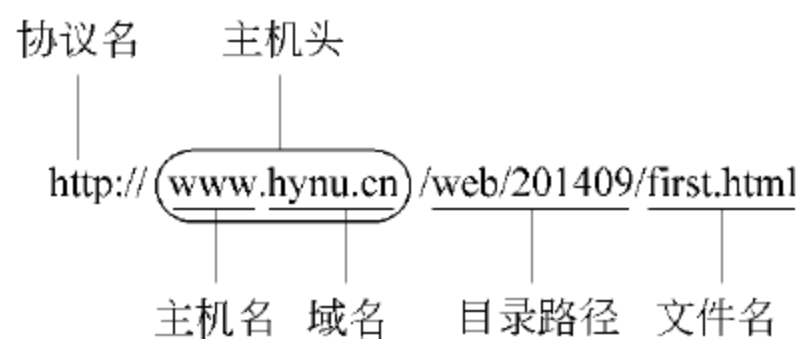 协议名 主机头
http:// www.hynu.cn /web/201409/first.html
主机名 域名 目录路径 文件名